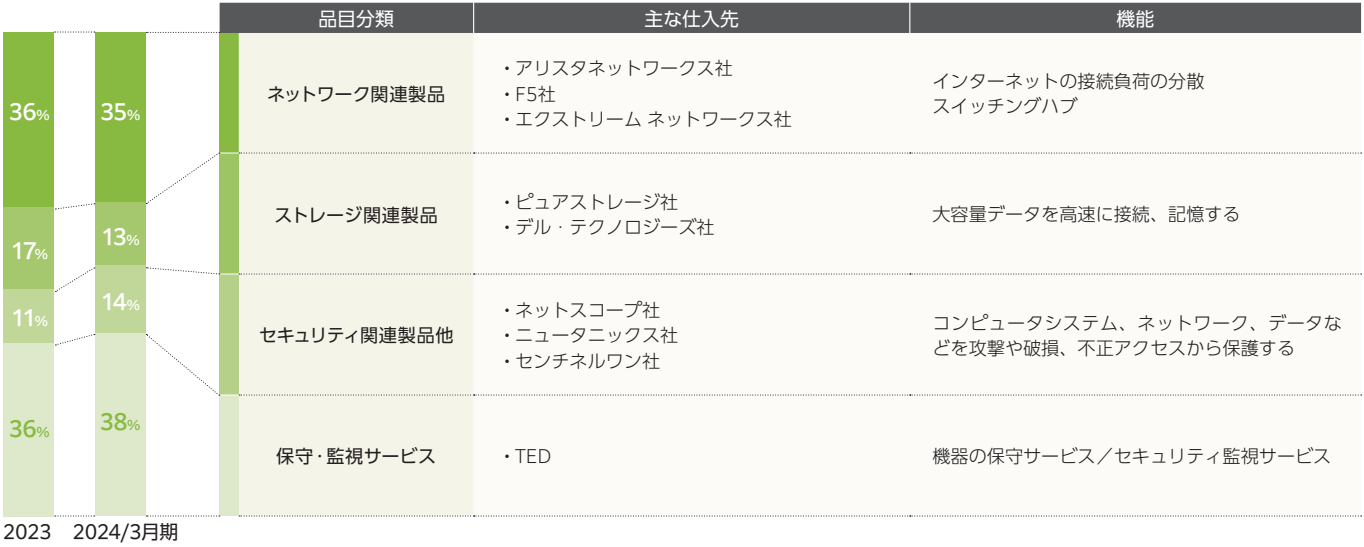 品目分類 主な仕入先 機能
36% 35%
ネットワーク関連製品
・アリスタネットワークス社
・F5社
・エクストリーム ネットワークス社
インターネットの接続負荷の分散
スイッチングハブ
17% 13%
ストレージ関連製品
・ピュアストレージ社
・デル・テクノロジーズ社
大容量データを高速に接続、記憶する
11% 14%
セキュリティ関連製品他
・ネットスコープ社
・ニュータニックス社
・センチネルワン社
コンピュータシステム、ネットワーク、データな
どを攻撃や破損、不正アクセスから保護する
36% 38%
保守・監視サービス
・TED
機器の保守サービス／セキュリティ監視サービス
2023 2024/3月期